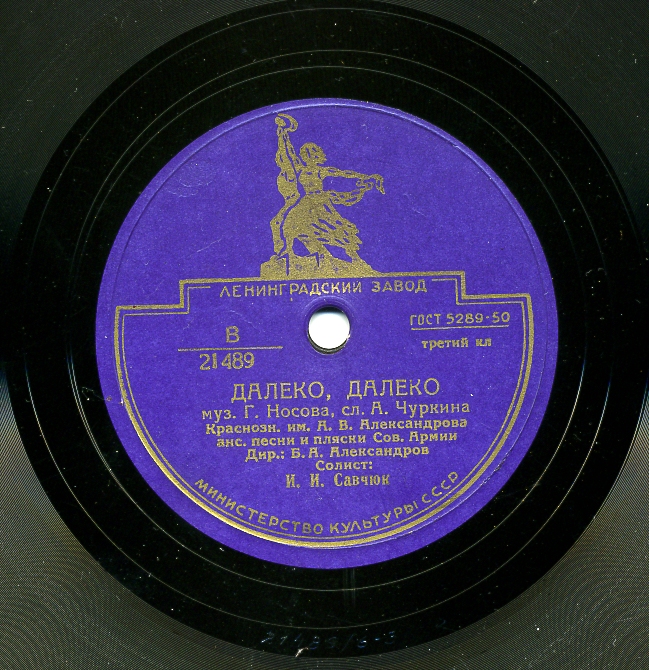 ЛЕНИНГРАДСКИЙ ЗАВОД
В
21489
ГОСТ 5289-50
третий кл
ДАЛЕКО, ДАЛЕКО
муз. Г. Носова, сл. А. Чуркина
Краснозн. им. А. В. Александрова
анс. песни и пляски Сов. Армии
Дир.: Б. А. Александров
Солист:
И. И. Савчюк
МИНИСТЕРСТВО КУЛЬТУРЫ СССР